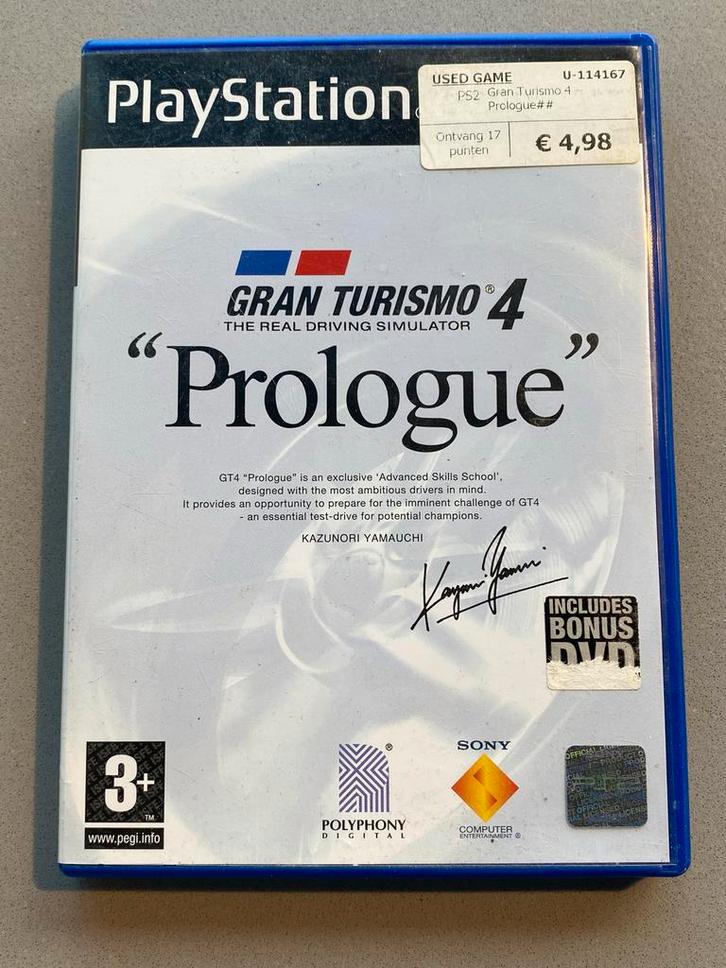 PlayStation
USED GAME U-114167
PS2 Gran Turismo 4
Prologue##
Ontvang 17
punten
€ 4,98
GRAN TURISMO® 4
THE REAL DRIVING SIMULATOR
“Prologue”
GT4 “Prologue” is an exclusive ‘Advanced Skills School’,
designed with the most ambitious drivers in mind.
It provides an opportunity to prepare for the imminent challenge of GT4
- an essential test-drive for potential champions.
KAZUNORI YAMAUCHI
INCLUDES
BONUS
DVD
3+
TM
www.pegi.info
®
POLYPHONY
DIGITAL
SONY
COMPUTER
ENTERTAINMENT ®